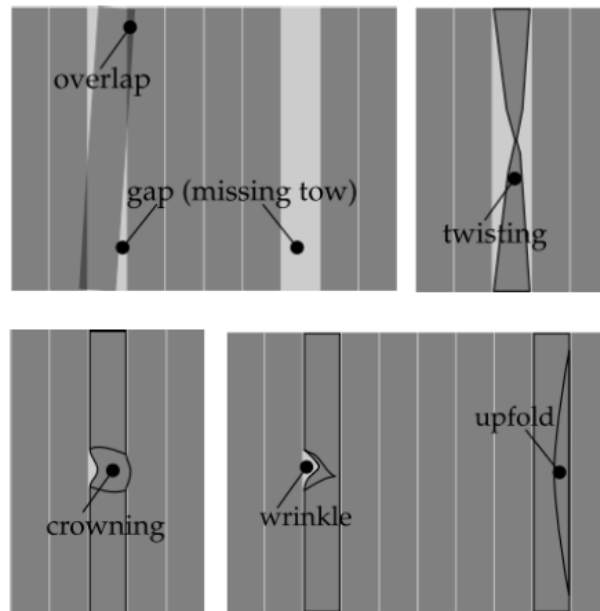 overlap
gap (missing tow)
twisting
crowning
wrinkle
upfold